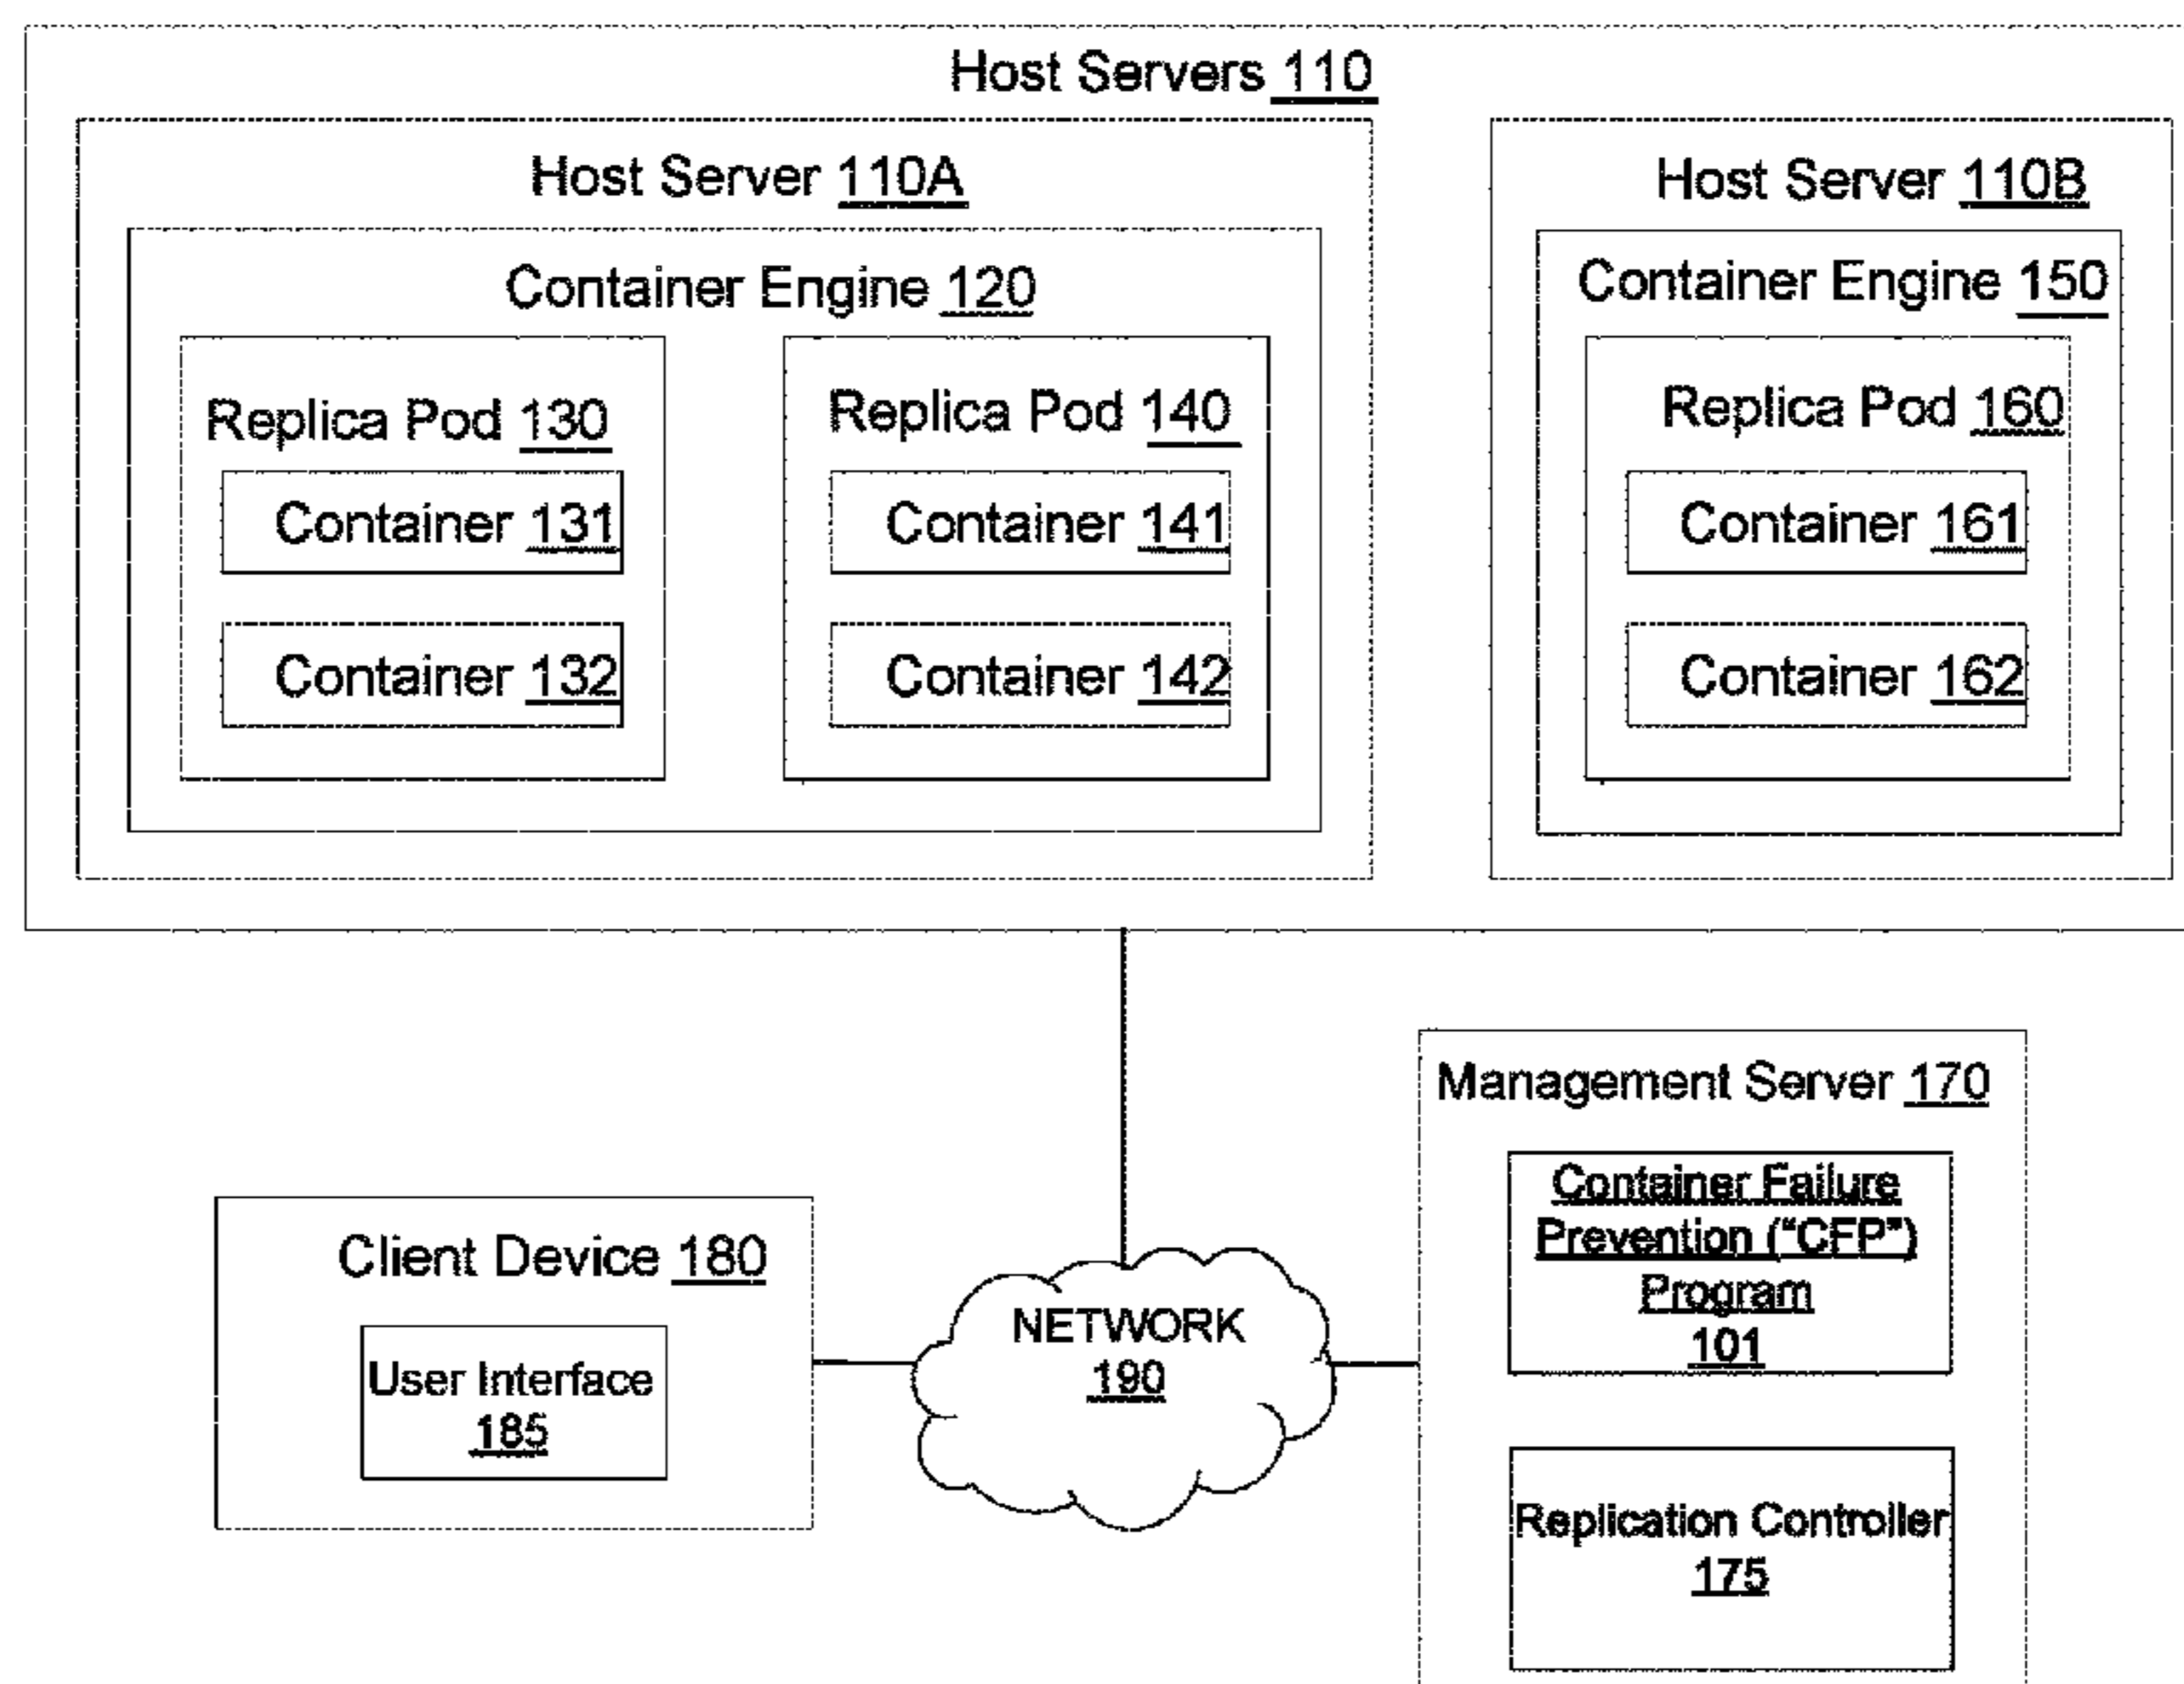 Host Servers 110
Host Server 110A
Host Server 110B
Container Engine 120
Container Engine 150
Replica Pod 130
Replica Pod 140
Replica Pod 160
Container 131
Container 141
Container 161
Container 132
Container 142
Container 162
Management Server 170
Container Failure
Prevention ("CFP")
Program
101
Client Device 180
User Interface
185
NETWORK
190
Replication Controller
175